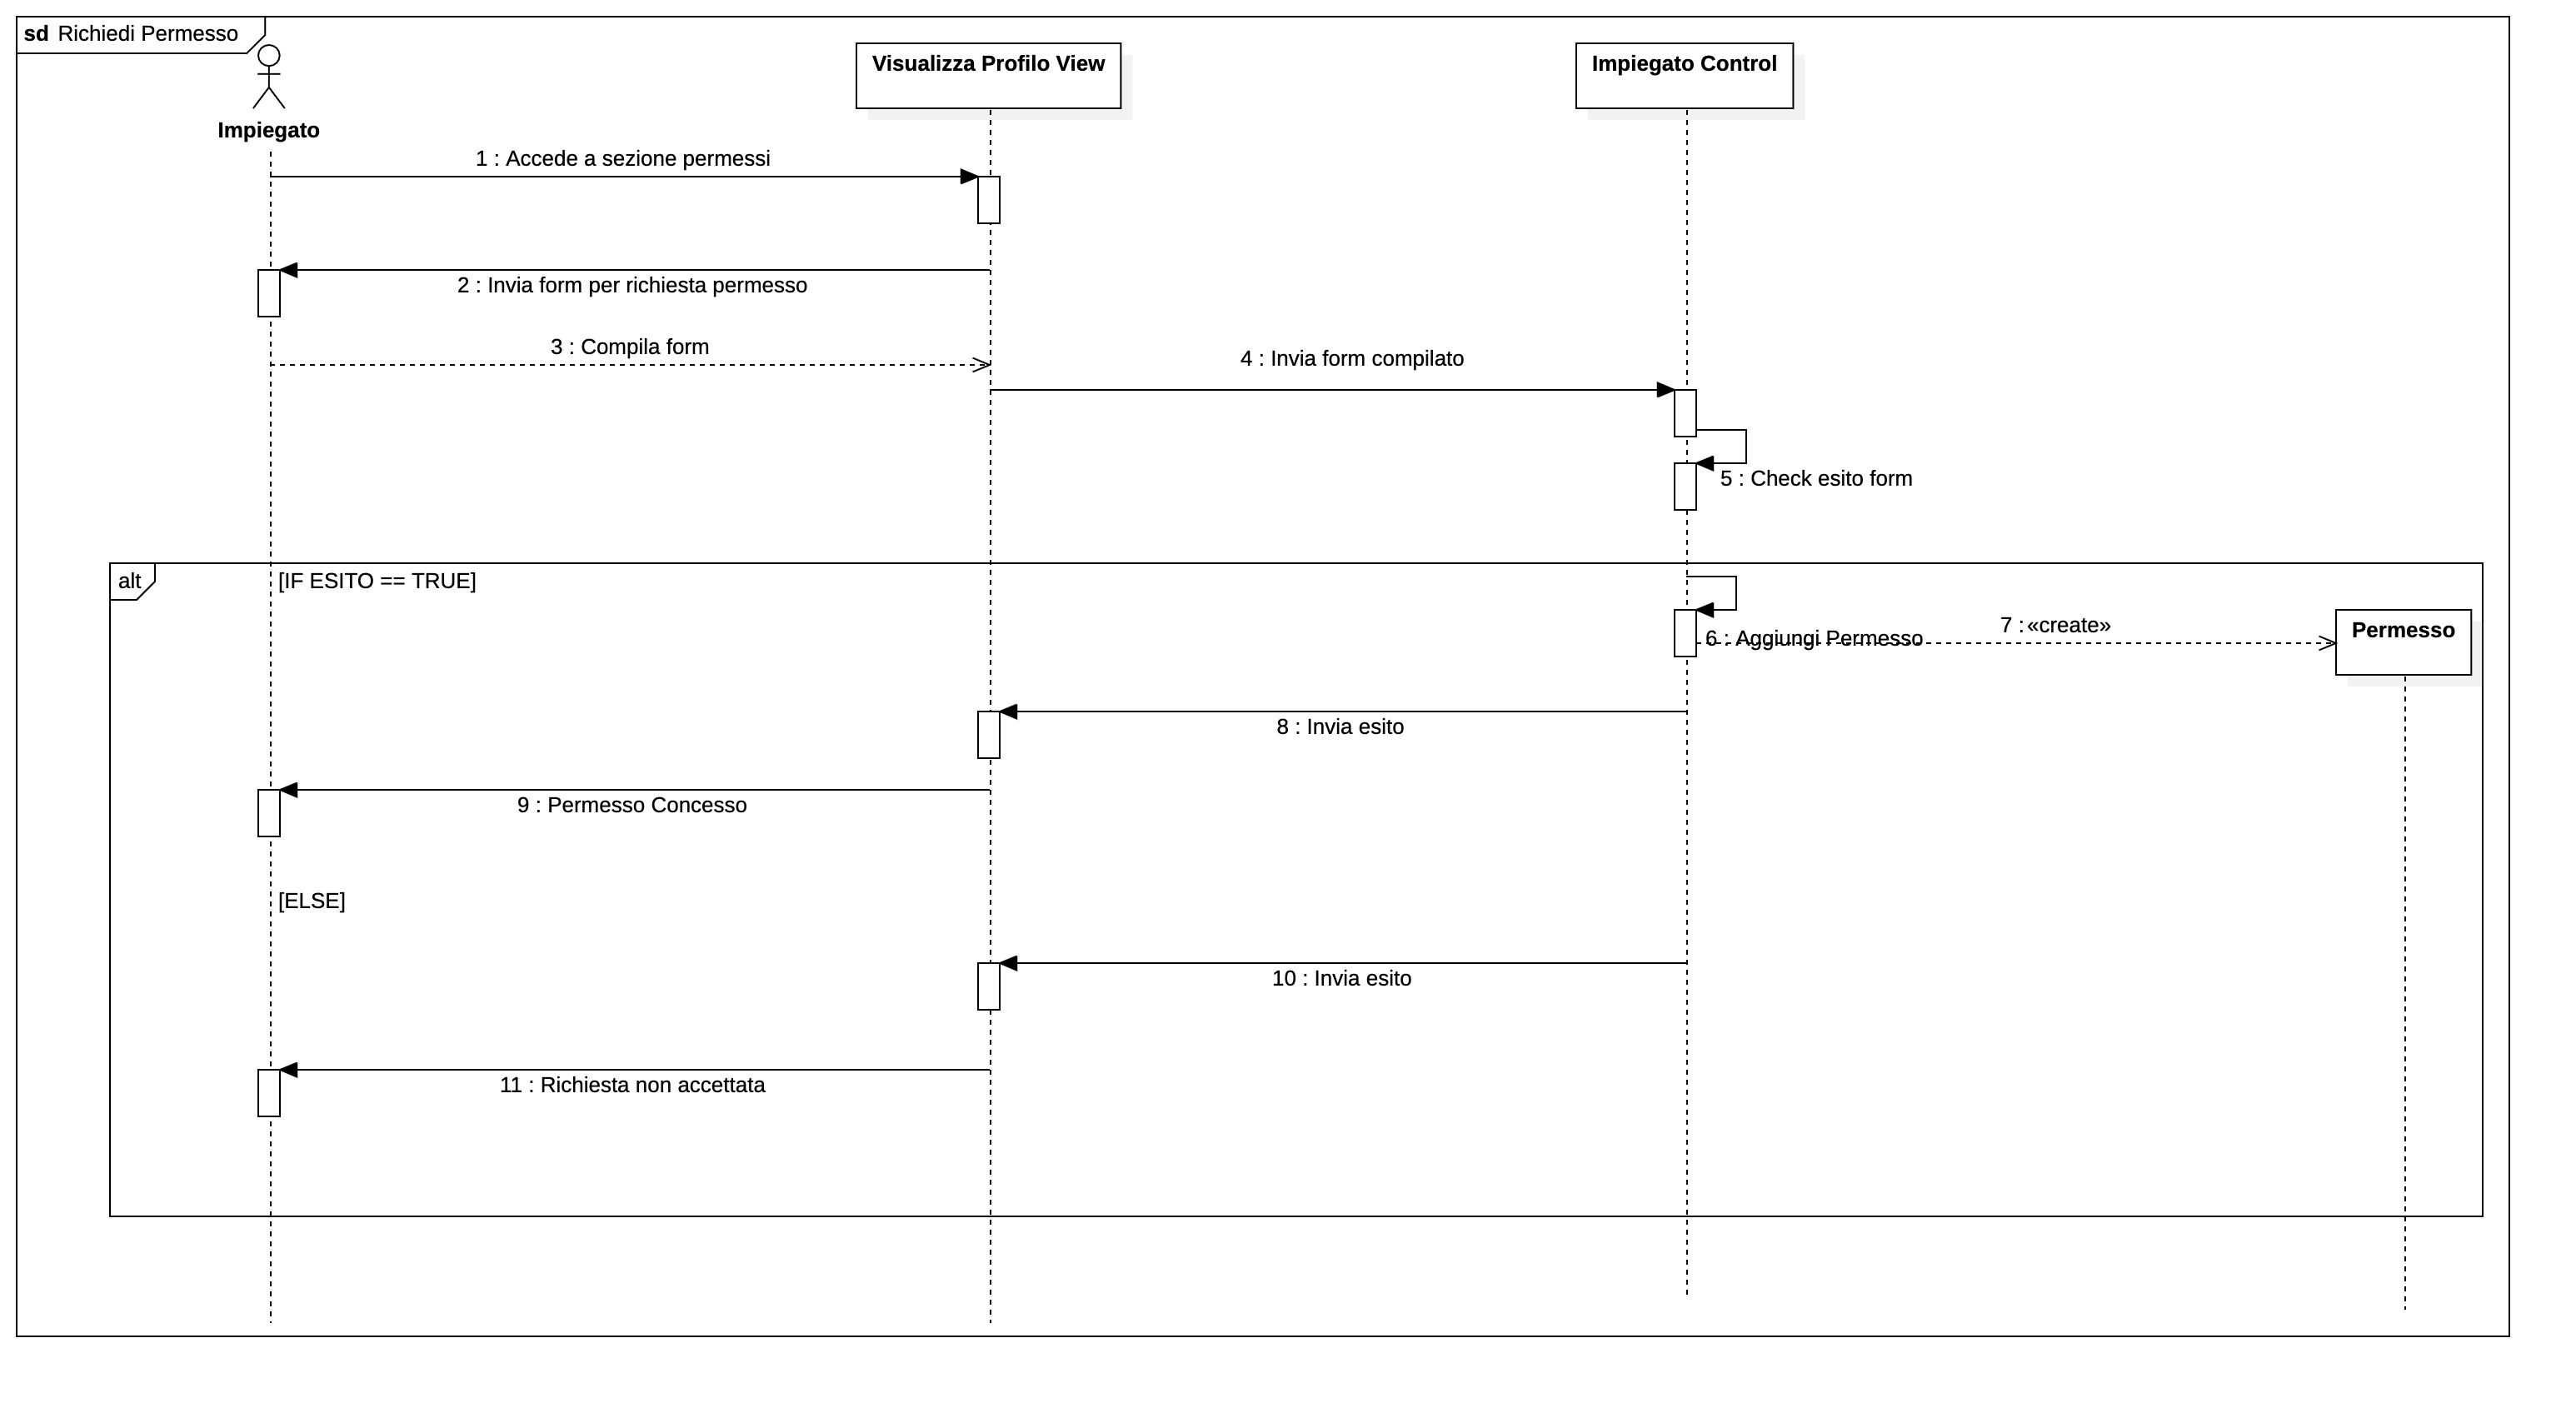 sd Richiedi Permesso
Visualizza Profilo View
Impiegato Control
Impiegato
1 : Accede a sezione permessi
2 : Invia form per richiesta permesso
3 : Compila form
4 : Invia form compilato
5 : Check esito form
alt
[IF ESITO == TRUE]
6 : Aggiungi Permesso
7 : «create»
Permesso
8 : Invia esito
9 : Permesso Concesso
[ELSE]
10 : Invia esito
11 : Richiesta non accettata